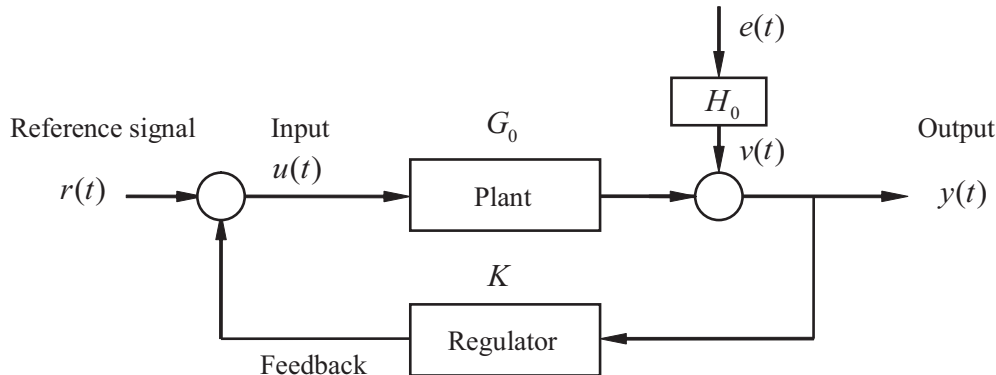 e(t)
H₀
Reference signal
Input
G₀
Output
v(t)
r(t)
u(t)
Plant
y(t)
K
Regulator
Feedback